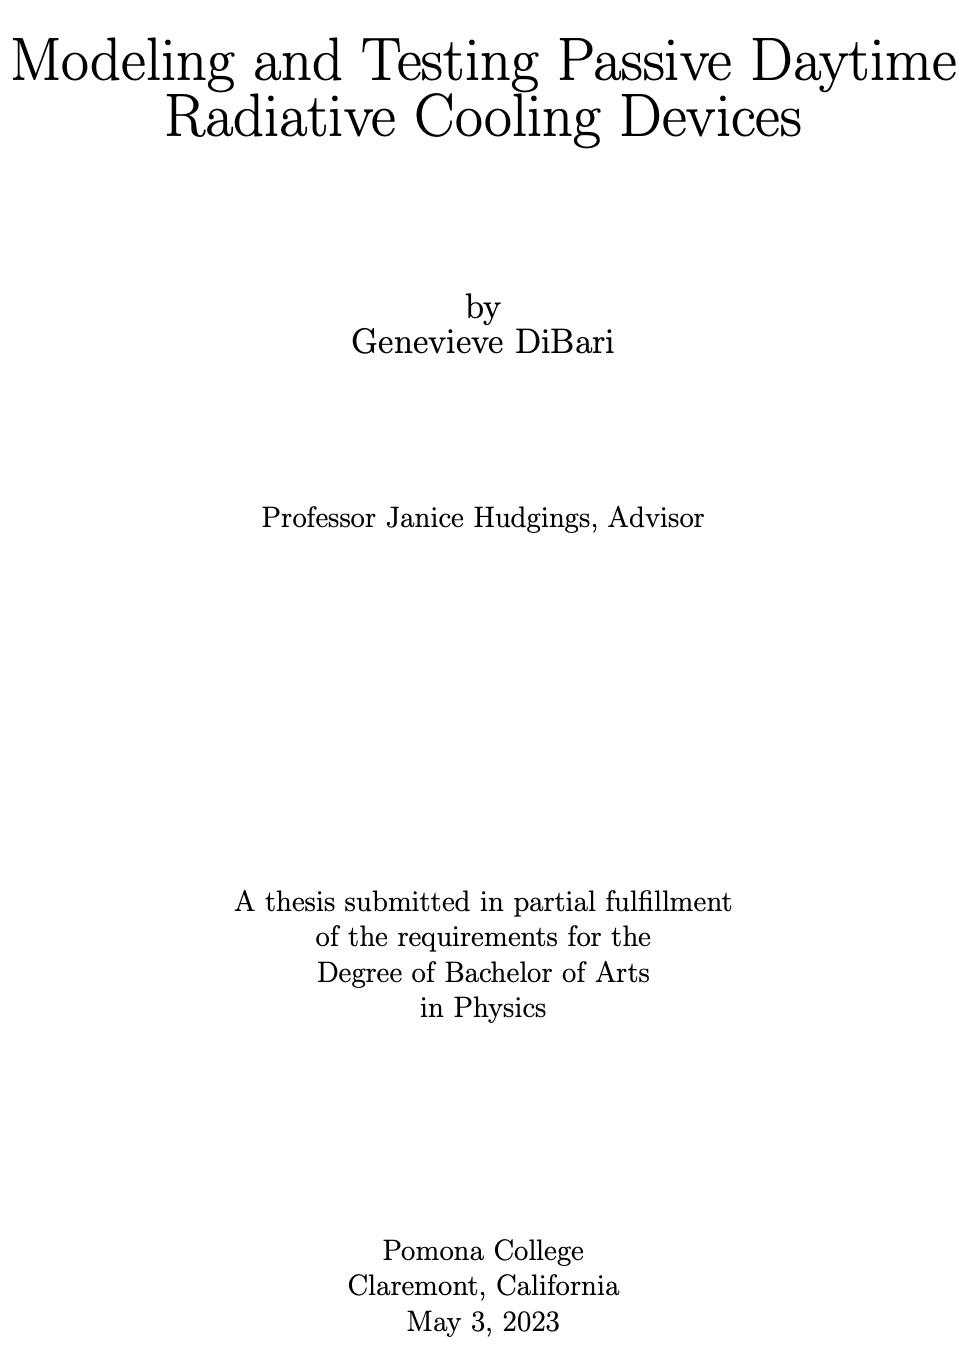 Modeling and Testing Passive Daytime
Radiative Cooling Devices
by
Genevieve DiBari
Professor Janice Hudgings, Advisor
A thesis submitted in partial fulfillment
of the requirements for the
Degree of Bachelor of Arts
in Physics
Pomona College
Claremont, California
May 3, 2023